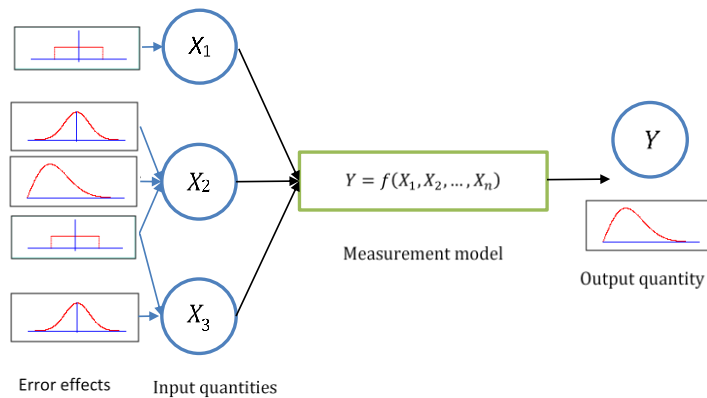 X₁
X₂
X₃
Y = f(X₁, X₂, ..., Xₙ)
Y
Measurement model
Output quantity
Error effects
Input quantities